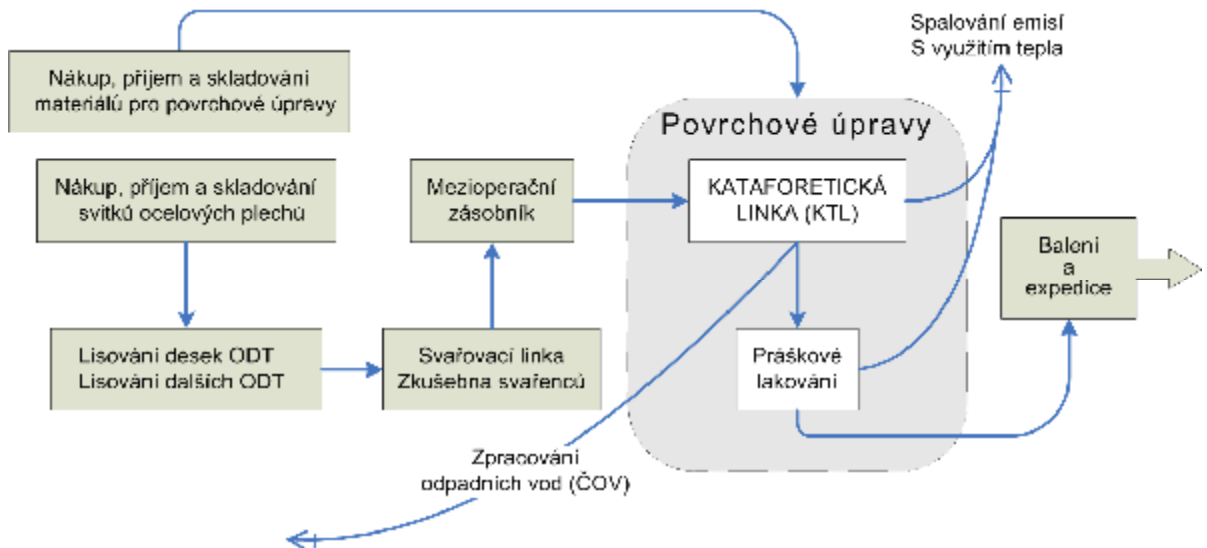 Spalování emisí
S využitím tepla
Nákup, příjem a skladování
materiálů pro povrchové úpravy
Povrchové úpravy
Nákup, příjem a skladování
svitků ocelových plechů
Mezioperační
zásobník
KATAFORETICKÁ
LINKA (KTL)
Balení
a
expedice
Lisování desek ODT
Lisování dalších ODT
Svařovací linka
Zkušebna svařenců
Práškové
lakování
Zpracování
odpadních vod (ČOV)